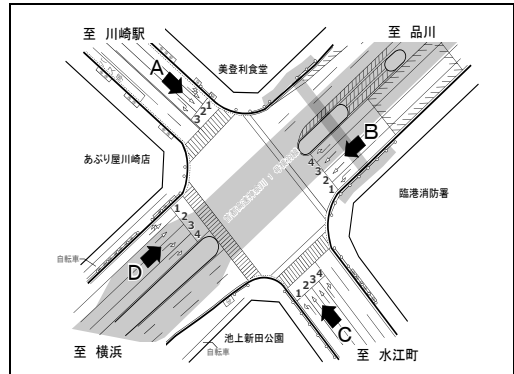 至 川崎駅
至 品川
美登利食堂
A
1
2
3
B
4
3
2
1
あぶり屋川崎店
臨港消防署
1
2
3
4
自転車
D
4
3
2
1
C
池上新田公園
自転車
至 横浜
至 水江町